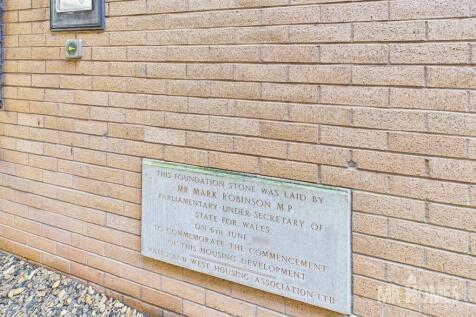 THIS FOUNDATION STONE WAS LAID BY
MR MARK ROBINSON M.P.
PARLIAMENTARY UNDER-SECRETARY OF
STATE FOR WALES
ON 6TH JUNE
TO COMMEMORATE THE COMMENCEMENT
OF THIS HOUSING DEVELOPMENT
WEST HOUSING ASSOCIATION LTD
MR HOMES